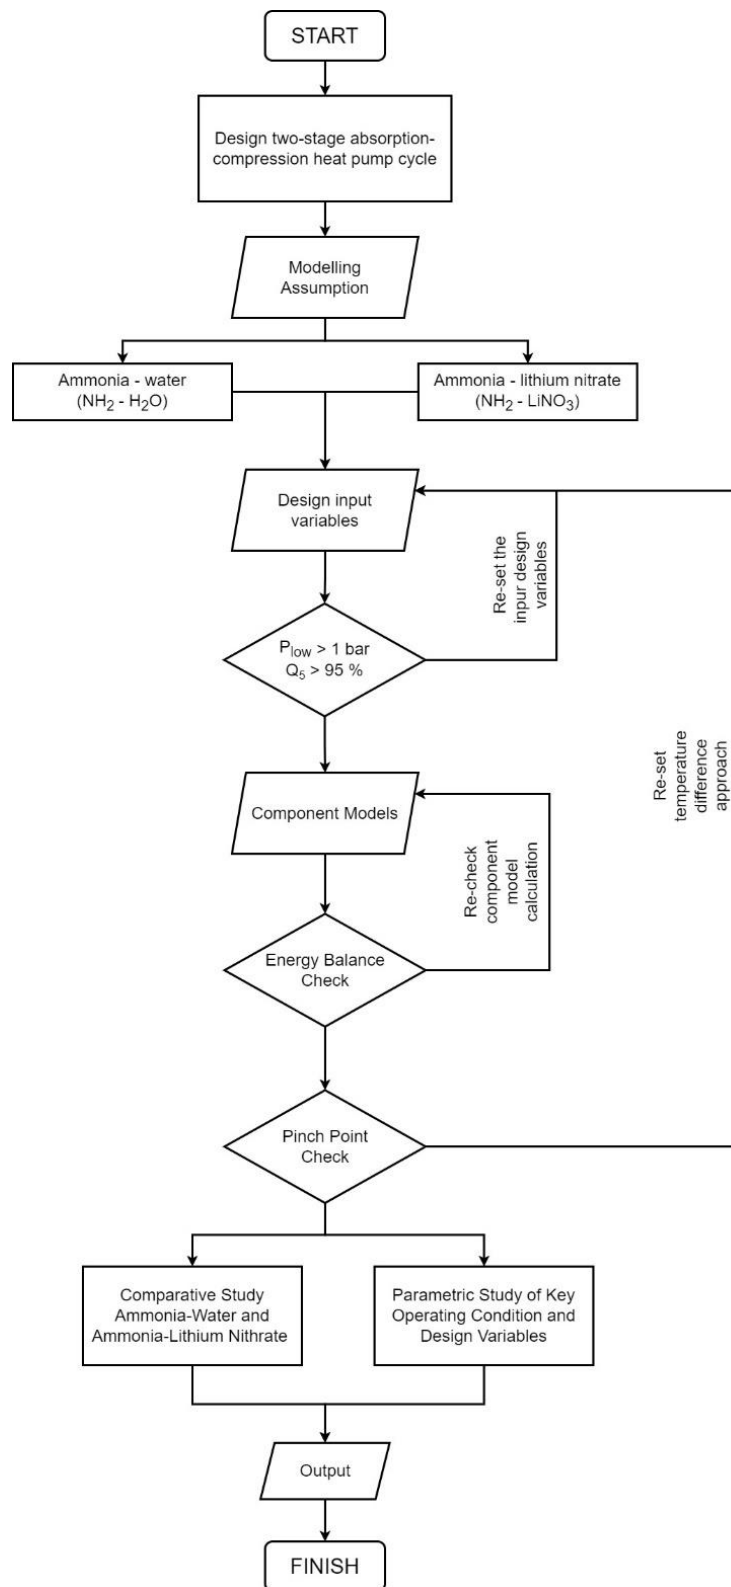 START
Design two-stage absorption-
compression heat pump cycle
Modelling
Assumption
Ammonia - water
(NH₂ - H₂O)
Ammonia - lithium nitrate
(NH₂ - LiNO₃)
Design input
variables
Re-set the
inpur design
variables
P_low > 1 bar
Q₅ > 95 %
Re-set
temperature
difference
approach
Component Models
Re-check
component
model
calculation
Energy Balance
Check
Pinch Point
Check
Comparative Study
Ammonia-Water and
Ammonia-Lithium Nithrate
Parametric Study of Key
Operating Condition and
Design Variables
Output
FINISH